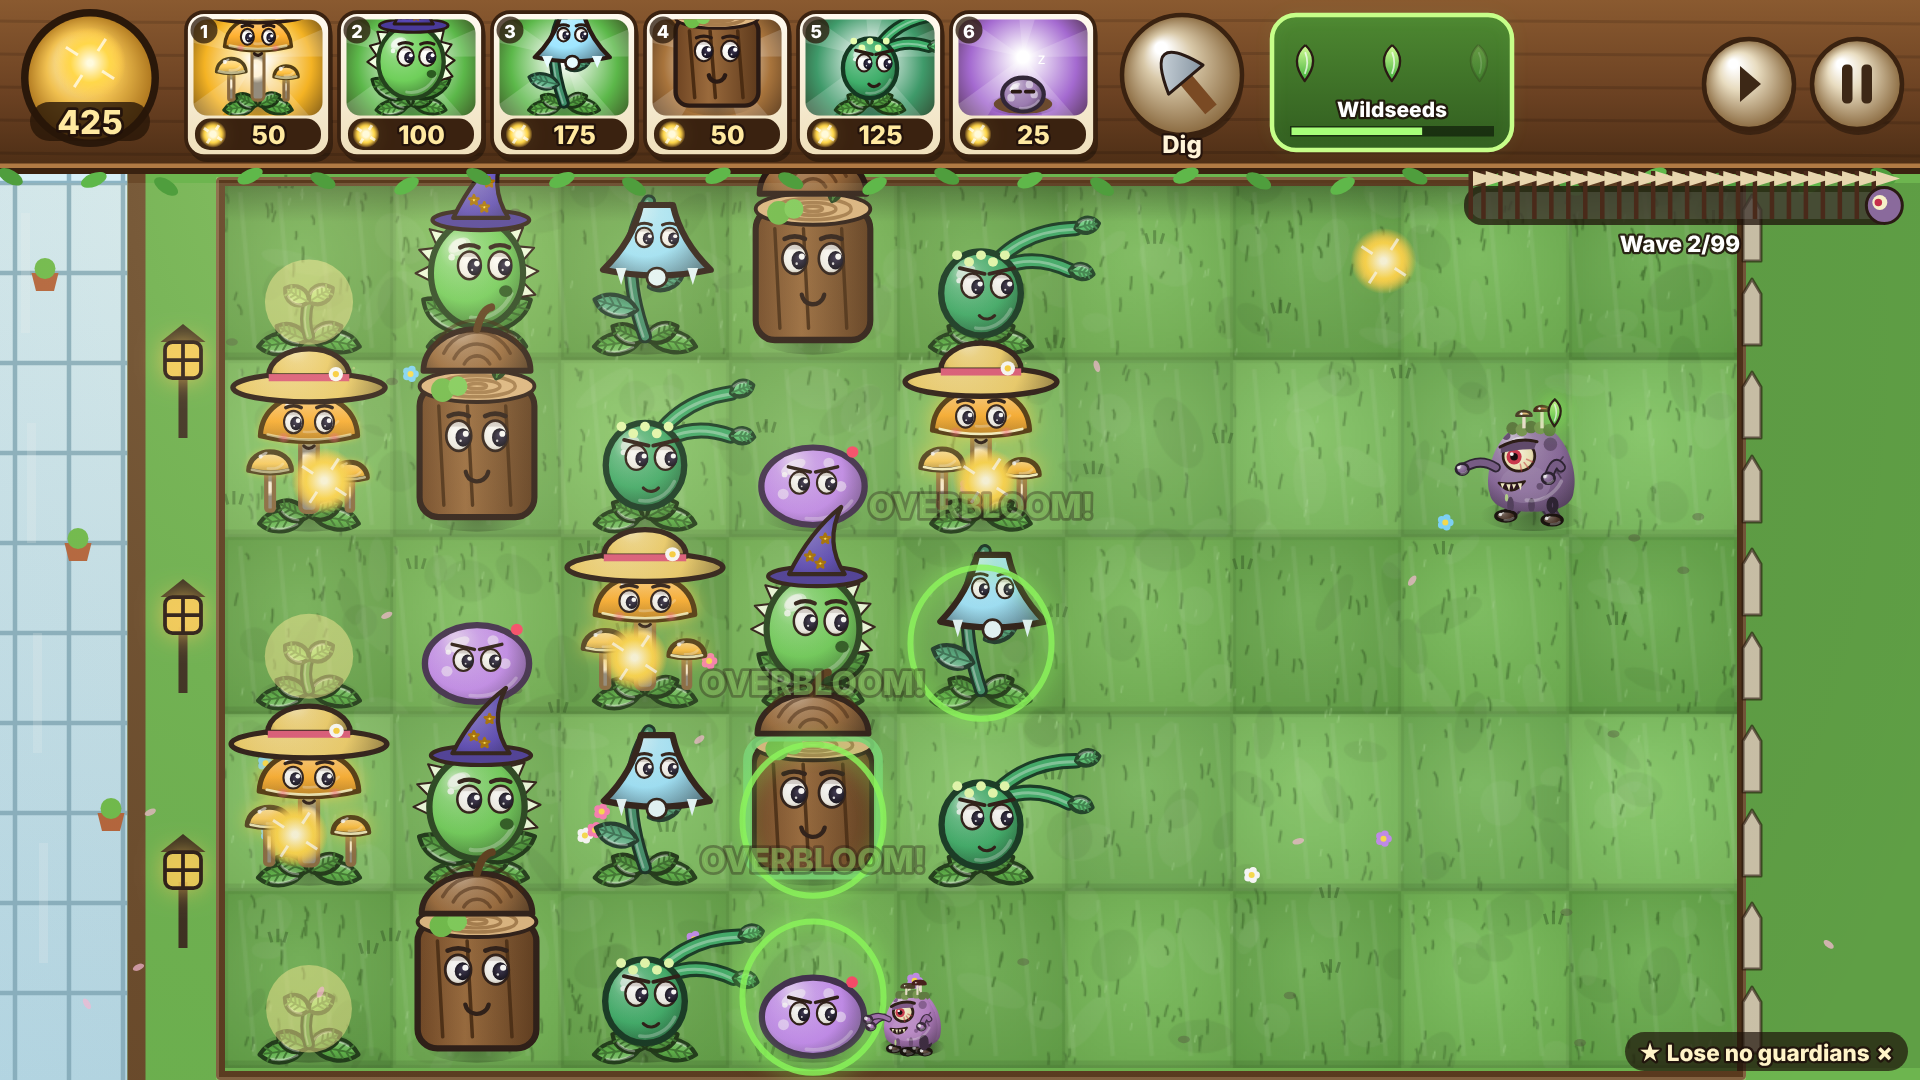 425
1
50
2
100
3
175
4
50
5
125
6
z
25
Dig
Wildseeds
Wave 2/99
OVERBLOOM!
OVERBLOOM!
OVERBLOOM!
★ Lose no guardians ×